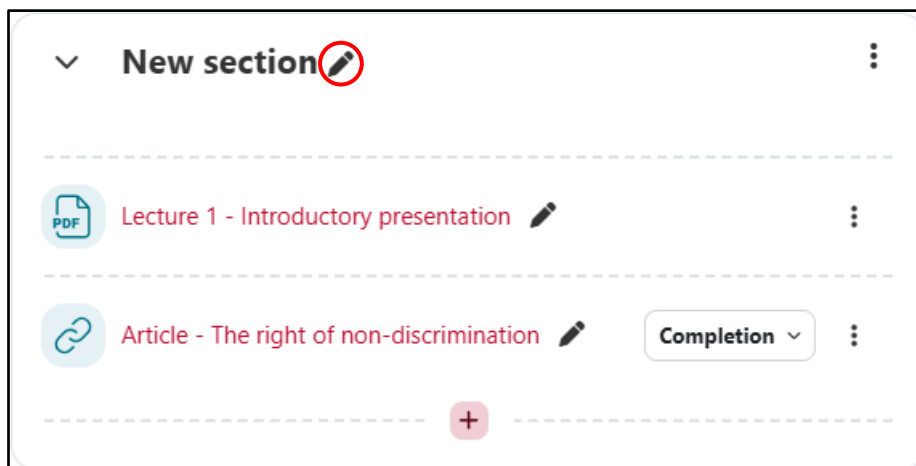 New section
PDF
Lecture 1 - Introductory presentation
Article - The right of non-discrimination
Completion